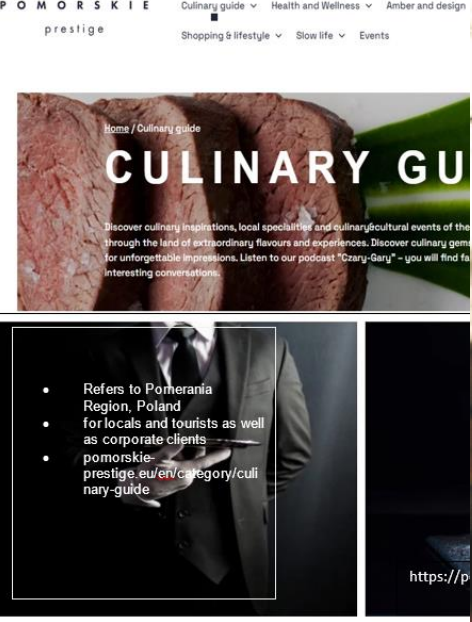 POMORSKIE
prestige
Culinary guide Health and Wellness Amber and design
Shopping & lifestyle Slow life Events
Home / Culinary guide
CULINARY GU
Discover culinary inspirations, local specialities and culinary&cultural events of the
through the land of extraordinary flavours and experiences. Discover culinary gems
for unforgettable impressions. Listen to our podcast "Czary-Gary" – you will find fa
interesting conversations.
• Refers to Pomerania
Region, Poland
• for locals and tourists as well
as corporate clients
• pomorskie-
prestige.eu/en/category/culi
nary-guide
https://p